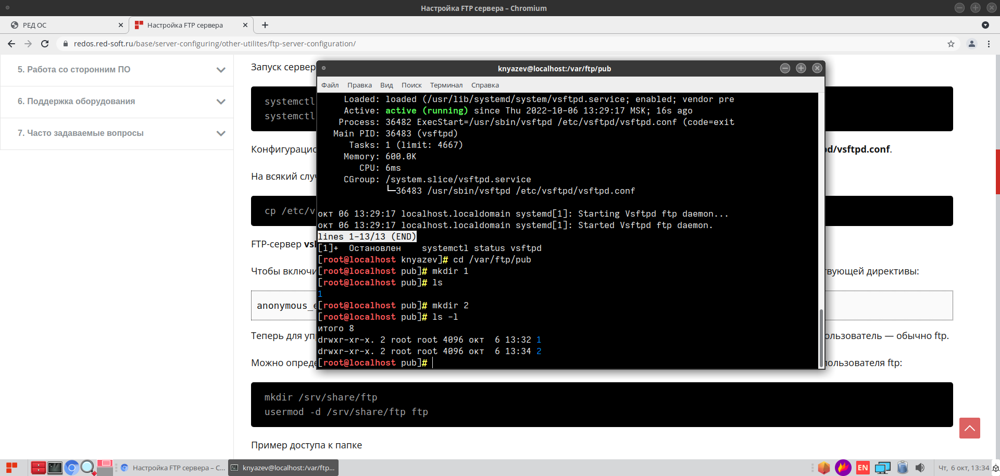 Настройка FTP сервера – Chromium
РЕД ОС
Настройка FTP сервера
redos.red-soft.ru/base/server-configuring/other-utilites/ftp-server-configuration/
5. Работа со сторонним ПО
6. Поддержка оборудования
7. Часто задаваемые вопросы
Запуск сервер
systemctl
systemctl
Конфигурацио
d/vsftpd.conf.
На всякий случ
cp /etc/v
FTP-сервер vs
Чтобы включи
твующей директивы:
anonymous_e
Теперь для уп
ользователь — обычно ftp.
Можно опреде
пользователя ftp:
mkdir /srv/share/ftp
usermod -d /srv/share/ftp ftp
Пример доступа к папке
knyazev@localhost:/var/ftp/pub
Файл Правка Вид Поиск Терминал Справка
Loaded: loaded (/usr/lib/systemd/system/vsftpd.service; enabled; vendor pre
Active: active (running) since Thu 2022-10-06 13:29:17 MSK; 16s ago
Process: 36482 ExecStart=/usr/sbin/vsftpd /etc/vsftpd/vsftpd.conf (code=exit
Main PID: 36483 (vsftpd)
Tasks: 1 (limit: 4667)
Memory: 600.0K
CPU: 6ms
CGroup: /system.slice/vsftpd.service
└─36483 /usr/sbin/vsftpd /etc/vsftpd/vsftpd.conf
окт 06 13:29:17 localhost.localdomain systemd[1]: Starting Vsftpd ftp daemon...
окт 06 13:29:17 localhost.localdomain systemd[1]: Started Vsftpd ftp daemon.
lines 1-13/13 (END)
[1]+  Остановлен    systemctl status vsftpd
[root@localhost knyazev]# cd /var/ftp/pub
[root@localhost pub]# mkdir 1
[root@localhost pub]# ls
1
[root@localhost pub]# mkdir 2
[root@localhost pub]# ls -l
итого 8
drwxr-xr-x. 2 root root 4096 окт  6 13:32 1
drwxr-xr-x. 2 root root 4096 окт  6 13:34 2
[root@localhost pub]#
Настройка FTP сервера – C...
knyazev@localhost:/var/ftp...
EN
Чт, 6 окт, 13:34